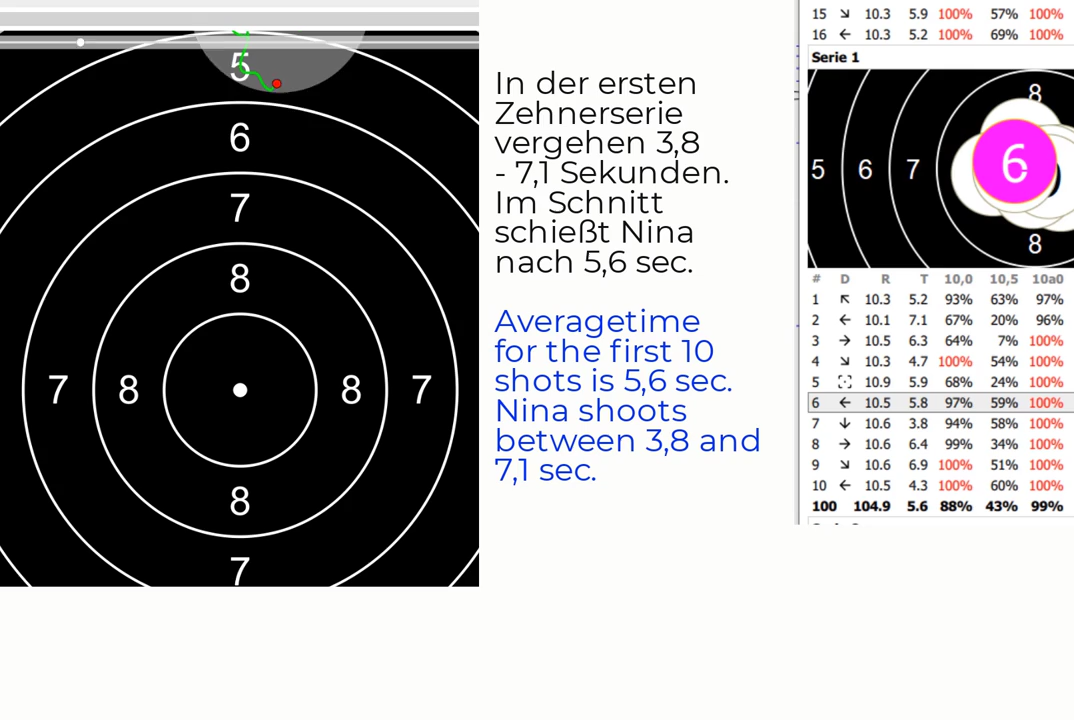 5
6
7
8
7 8 8 7
8
7
In der ersten
Zehnerserie
vergehen 3,8
- 7,1 Sekunden.
Im Schnitt
schießt Nina
nach 5,6 sec.
Averagetime
for the first 10
shots is 5,6 sec.
Nina shoots
between 3,8 and
7,1 sec.
15 ↘ 10.3 5.9 100% 57% 100%
16 ← 10.3 5.2 100% 69% 100%
Serie 1
8
5 6 7 6
8
# D R T 10,0 10,5 10a0
1 ↖ 10.3 5.2 93% 63% 97%
2 ← 10.1 7.1 67% 20% 96%
3 → 10.5 6.3 64% 7% 100%
4 ↘ 10.3 4.7 100% 54% 100%
5 10.9 5.9 68% 24% 100%
6 ← 10.5 5.8 97% 59% 100%
7 ↓ 10.6 3.8 94% 58% 100%
8 → 10.6 6.4 99% 34% 100%
9 ↘ 10.6 6.9 100% 51% 100%
10 ← 10.5 4.3 100% 60% 100%
100 104.9 5.6 88% 43% 99%